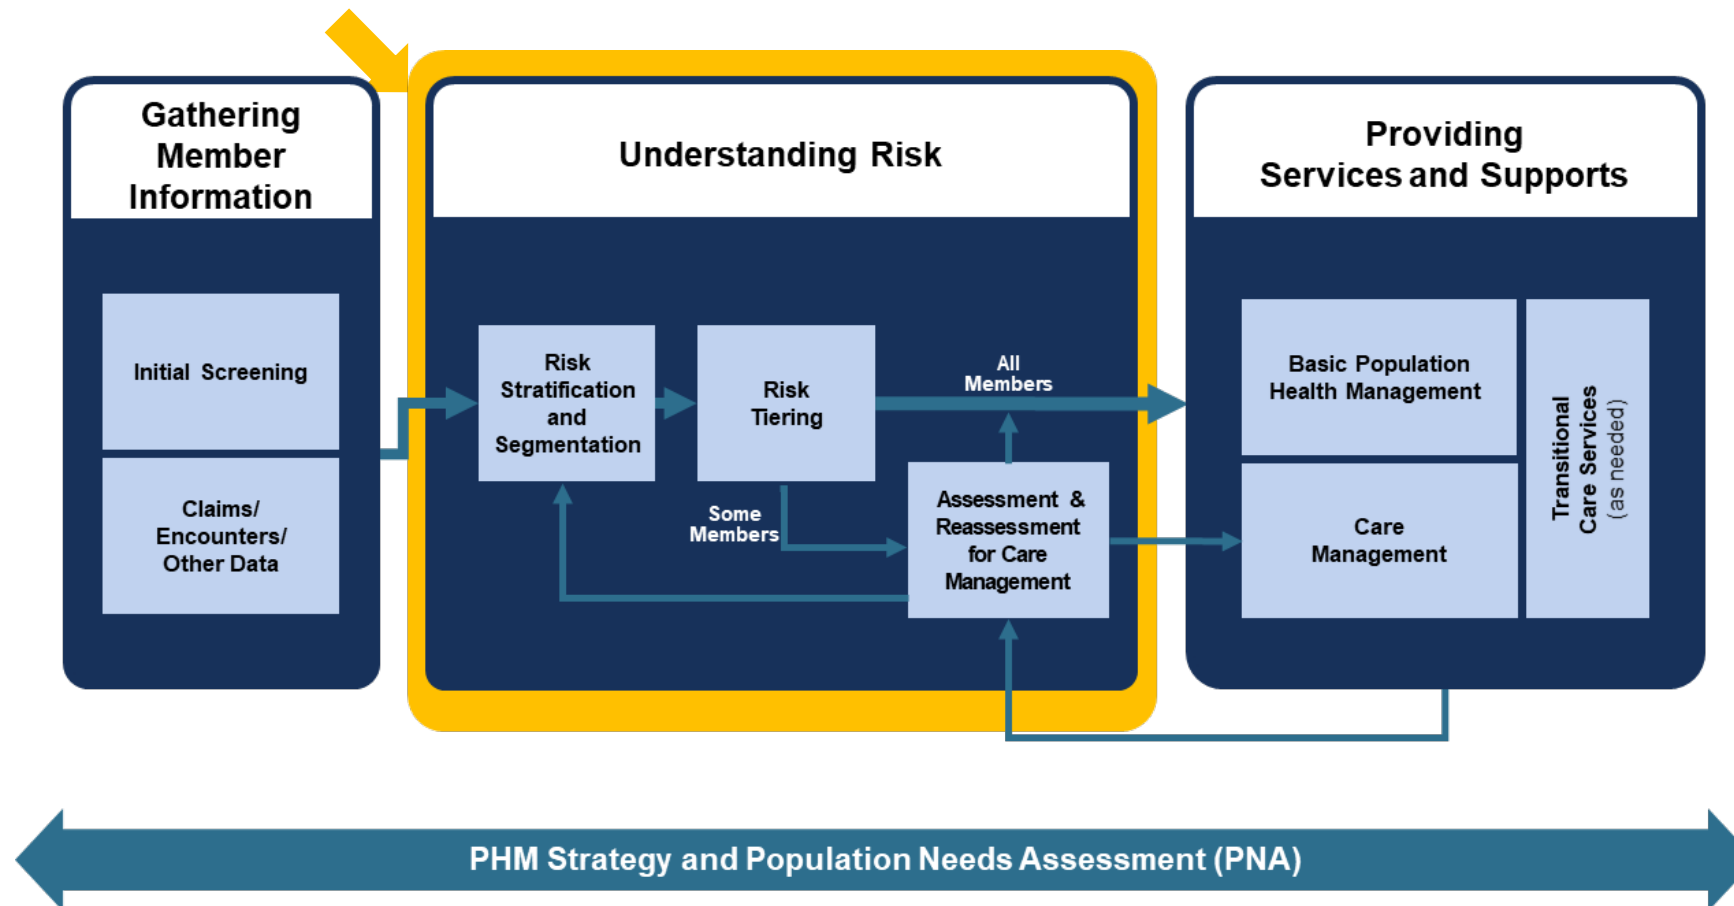 Gathering
Member
Information
Initial Screening
Claims/
Encounters/
Other Data
Understanding Risk
Risk
Stratification
and
Segmentation
Risk
Tiering
All
Members
Some
Members
Assessment &
Reassessment
for Care
Management
Providing
Services and Supports
Basic Population
Health Management
Care
Management
Transitional
Care Services
(as needed)
PHM Strategy and Population Needs Assessment (PNA)